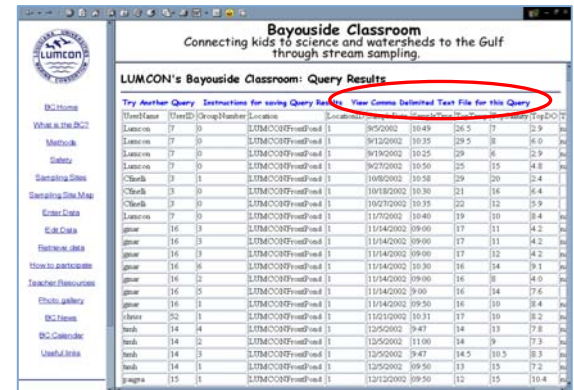 Bayouside Classroom
Connecting kids to science and watersheds to the Gulf
through stream sampling.
Lumcon
LUMCON's Bayouside Classroom: Query Results
Try Another Query Instructions for saving Query Results View Comma Delimited Text File for this Query
BC Home
What is the BC?
Methods
Safety
Sampling Sites
Sampling Site Map
Enter Data
Edit Data
Retrieve data
How to participate
Teacher Resources
Photo gallery
BC News
BC Calendar
Useful links
UserName UserID GroupNumber Location TopDO
Lumcon 7 0 LUMCONFrontPond 1 9/5/2002 10:49 26.5 7 2.9
Lumcon 7 0 LUMCONFrontPond 1 9/12/2002 10:35 29.5 8 6.0
Lumcon 7 0 LUMCONFrontPond 1 9/19/2002 10:25 29 6 2.9
Lumcon 7 0 LUMCONFrontPond 1 9/27/2002 10:50 25 15 4.8
Cfinelli 3 1 LUMCONFrontPond 1 10/8/2002 10:58 29 20 2.4
Cfinelli 3 0 LUMCONFrontPond 1 10/18/2002 10:30 21 16 6.4
Cfinelli 3 0 LUMCONFrontPond 1 10/27/2002 10:35 22 12 5.9
Lumcon 7 0 LUMCONFrontPond 1 11/7/2002 10:40 19 10 8.4
gmar 16 3 LUMCONFrontPond 1 11/14/2002 09:00 17 11 4.2
gmar 16 3 LUMCONFrontPond 1 11/14/2002 09:00 17 11 4.2
gmar 16 3 LUMCONFrontPond 1 11/14/2002 09:00 17 12 4.2
gmar 16 6 LUMCONFrontPond 1 11/14/2002 10:30 16 14 9.1
gmar 16 2 LUMCONFrontPond 1 11/14/2002 09:00 16 8 4.0
gmar 16 5 LUMCONFrontPond 1 11/14/2002 9:00 16 14 7.6
gmar 16 1 LUMCONFrontPond 1 11/14/2002 09:50 16 10 8.4
52 1 LUMCONFrontPond 1 11/21/2002 10:31 17 10 8.2
14 4 LUMCONFrontPond 1 12/5/2002 9:47 14 13 7.8
14 2 LUMCONFrontPond 1 12/5/2002 11:00 14 9 7.3
14 3 LUMCONFrontPond 1 12/5/2002 9:47 14.5 10.5 8.3
14 1 LUMCONFrontPond 1 12/5/2002 09:50 13 15 7.2
15 1 LUMCONFrontPond 1 12/12/2002 09:50 12 15 10.4